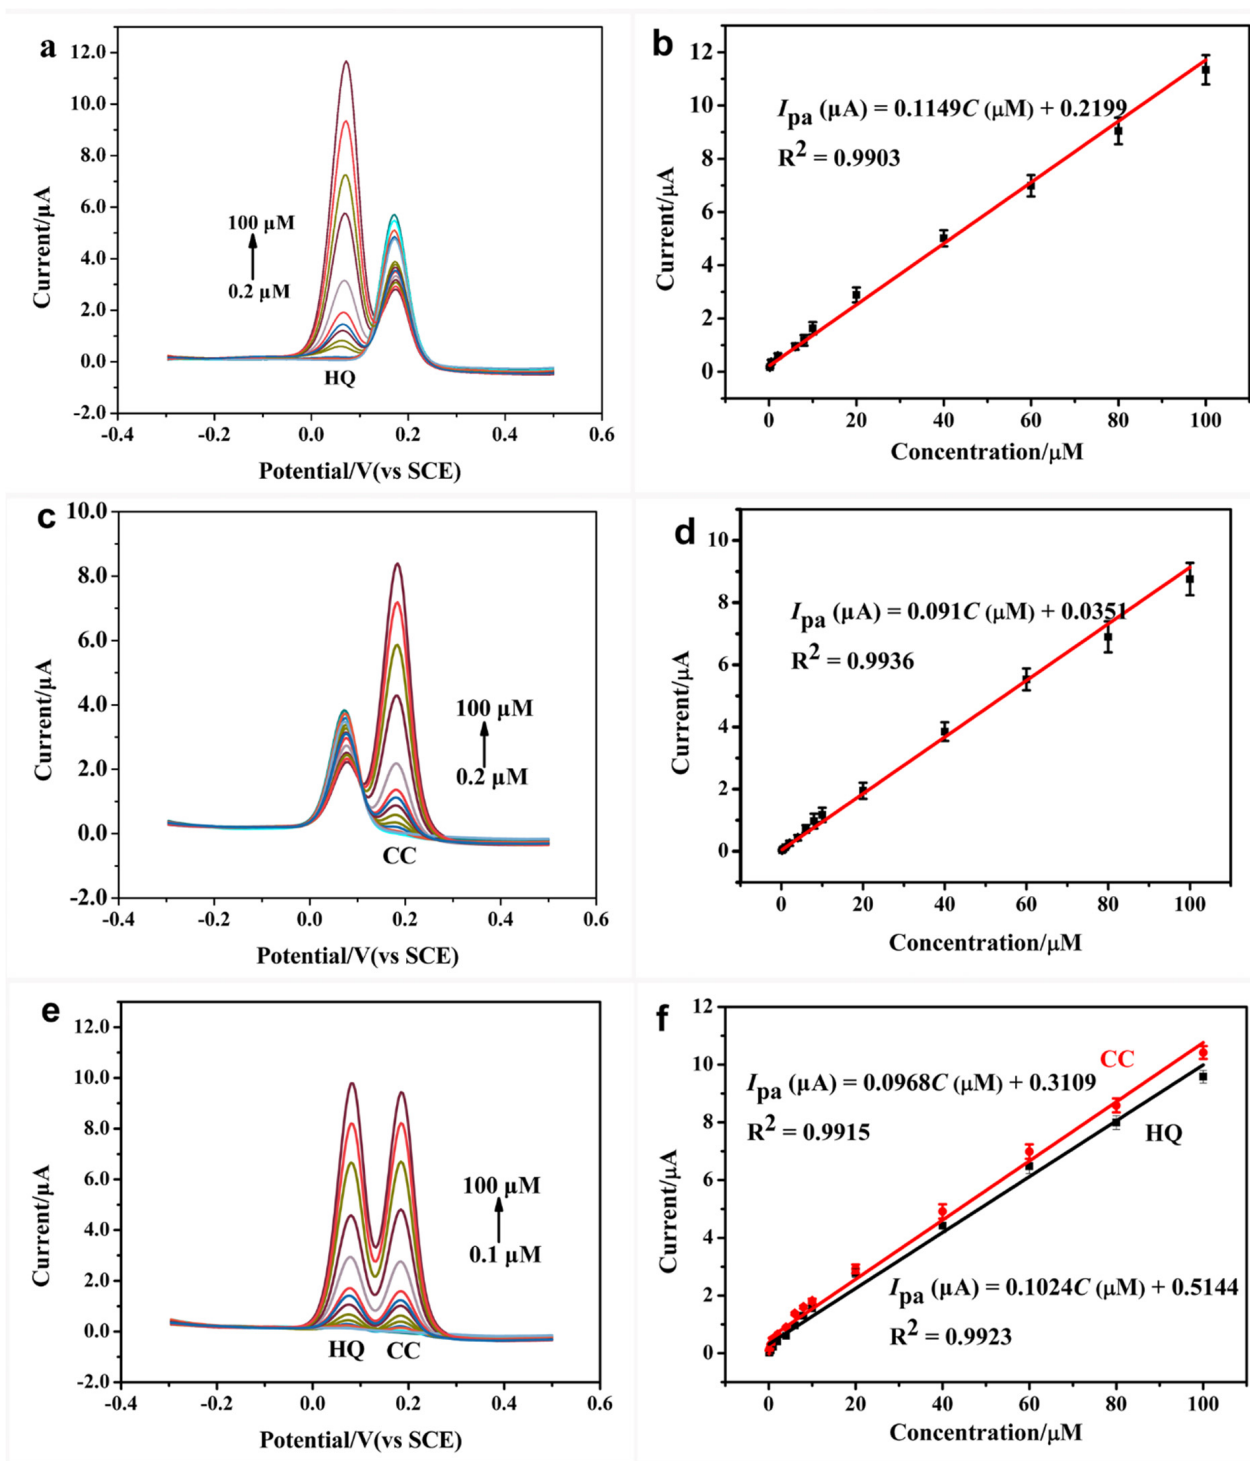 a
12.0
10.0
8.0
6.0
4.0
2.0
0.0
-2.0
-0.4
-0.2
0.0
0.2
0.4
0.6
Current/µA
Potential/V(vs SCE)
100 µM
0.2 µM
HQ
b
12
10
8
6
4
2
0
0
20
40
60
80
100
Current/µA
Concentration/µM
Ipa (µA) = 0.1149C (µM) + 0.2199
R² = 0.9903
c
10.0
8.0
6.0
4.0
2.0
0.0
-2.0
-0.4
-0.2
0.0
0.2
0.4
0.6
Current/µA
Potential/V(vs SCE)
100 µM
0.2 µM
CC
d
10
8
6
4
2
0
0
20
40
60
80
100
Current/µA
Concentration/µM
Ipa (µA) = 0.091C (µM) + 0.0351
R² = 0.9936
e
12.0
10.0
8.0
6.0
4.0
2.0
0.0
-2.0
-0.4
-0.2
0.0
0.2
0.4
0.6
Current/µA
Potential/V(vs SCE)
100 µM
0.1 µM
HQ CC
f
12
10
8
6
4
2
0
0
20
40
60
80
100
Current/µA
Concentration/µM
CC
Ipa (µA) = 0.0968C (µM) + 0.3109
R² = 0.9915
HQ
Ipa (µA) = 0.1024C (µM) + 0.5144
R² = 0.9923